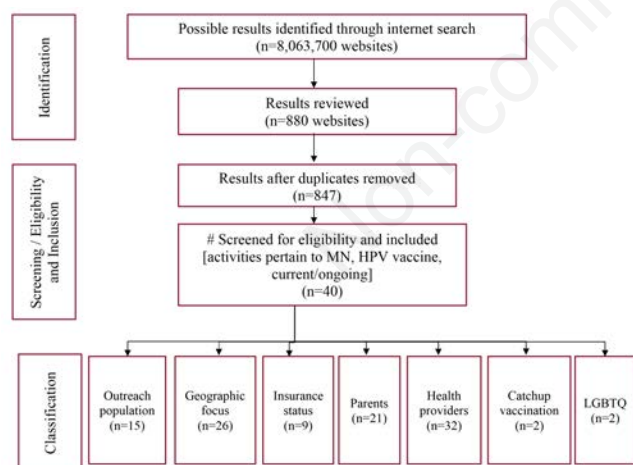 Possible results identified through internet search
(n=8,063,700 websites)
Identification
Results reviewed
(n=880 websites)
Results after duplicates removed
(n=847)
Screening / Eligibility
and Inclusion
# Screened for eligibility and included
[activities pertain to MN, HPV vaccine,
current/ongoing]
(n=40)
Classification
Outreach
population
(n=15)
Geographic
focus
(n=26)
Insurance
status
(n=9)
Parents
(n=21)
Health
providers
(n=32)
Catchup
vaccination
(n=2)
LGBTQ
(n=2)
Non-comm